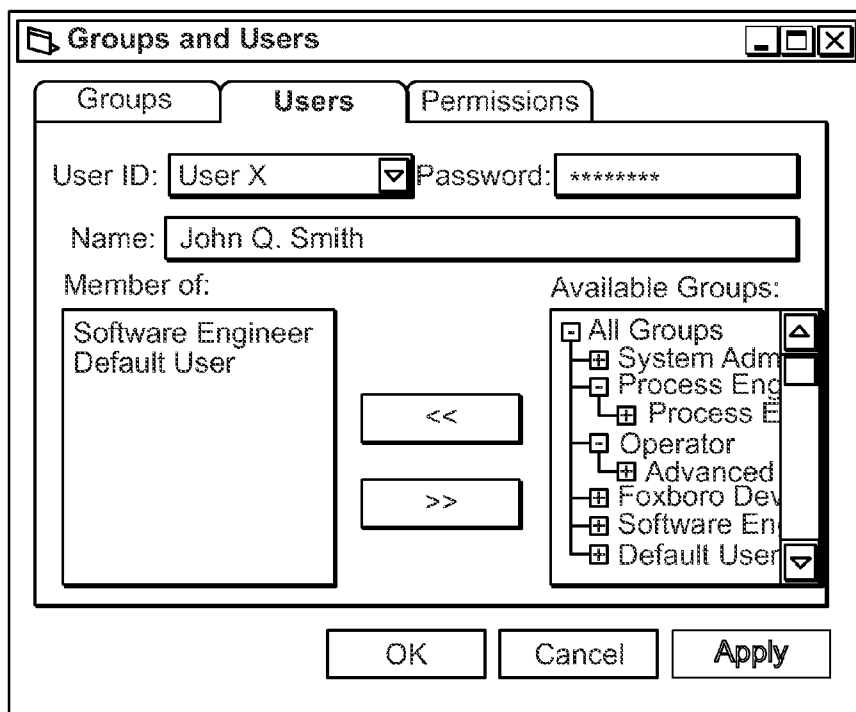 Groups and Users
Groups Users Permissions
User ID: User X Password: ********
Name: John Q. Smith
Member of: Available Groups:
Software Engineer
Default User
<<
>>
All Groups
System Adm
Process Eng
Process E
Operator
Advanced
Foxboro Dev
Software En
Default User
OK Cancel Apply